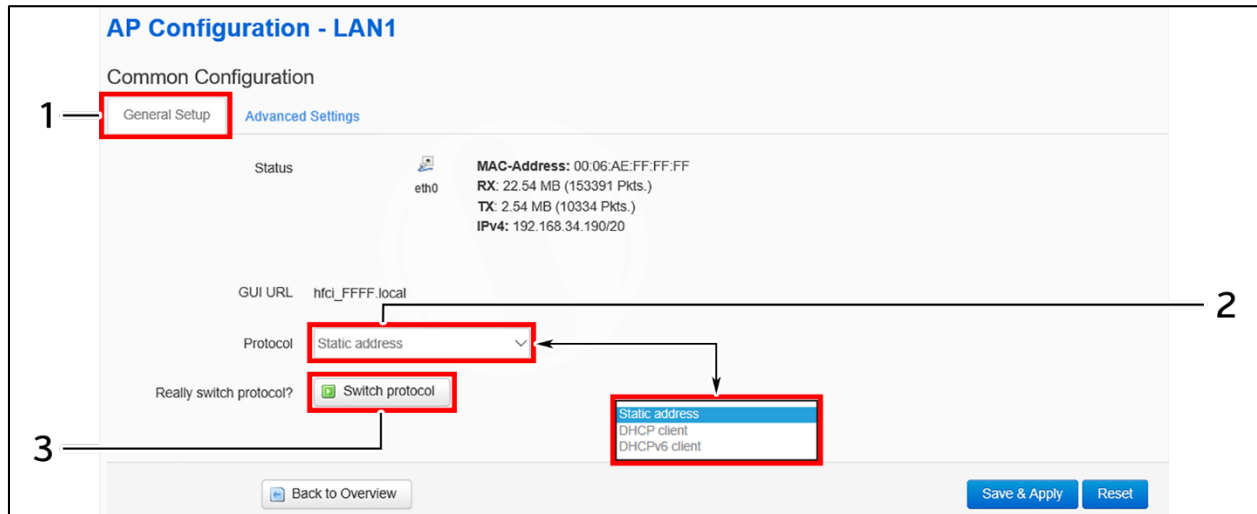 AP Configuration - LAN1
Common Configuration
1
General Setup
Advanced Settings
Status
eth0
MAC-Address: 00:06:AE:FF:FF:FF
RX: 22.54 MB (153391 Pkts.)
TX: 2.54 MB (10334 Pkts.)
IPv4: 192.168.34.190/20
GUI URL hfci_FFFF.local
2
Protocol Static address
Really switch protocol? Switch protocol
Static address
DHCP client
DHCPv6 client
3
Back to Overview
Save & Apply
Reset